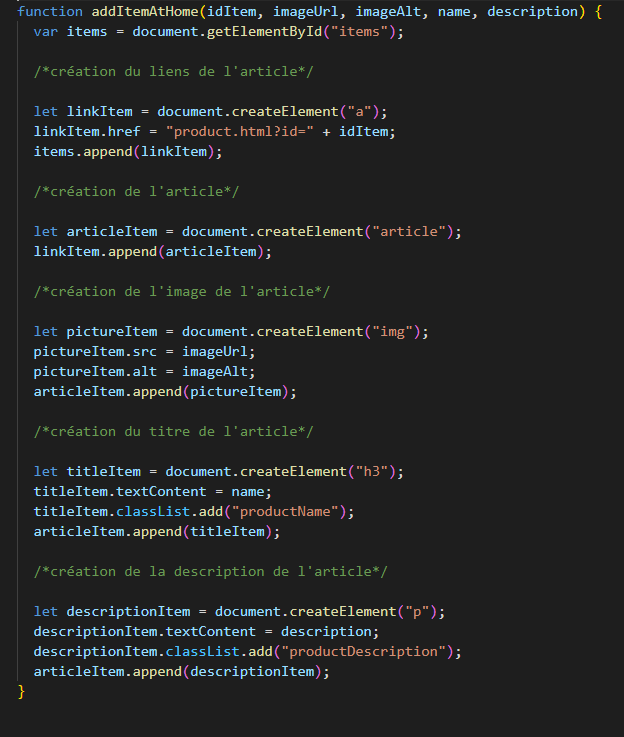 function addItemAtHome(idItem, imageUrl, imageAlt, name, description) {
var items = document.getElementById("items");
/*création du liens de l'article*/
let linkItem = document.createElement("a");
linkItem.href = "product.html?id=" + idItem;
items.append(linkItem);
/*création de l'article*/
let articleItem = document.createElement("article");
linkItem.append(articleItem);
/*création de l'image de l'article*/
let pictureItem = document.createElement("img");
pictureItem.src = imageUrl;
pictureItem.alt = imageAlt;
articleItem.append(pictureItem);
/*création du titre de l'article*/
let titleItem = document.createElement("h3");
titleItem.textContent = name;
titleItem.classList.add("productName");
articleItem.append(titleItem);
/*création de la description de l'article*/
let descriptionItem = document.createElement("p");
descriptionItem.textContent = description;
descriptionItem.classList.add("productDescription");
articleItem.append(descriptionItem);
}